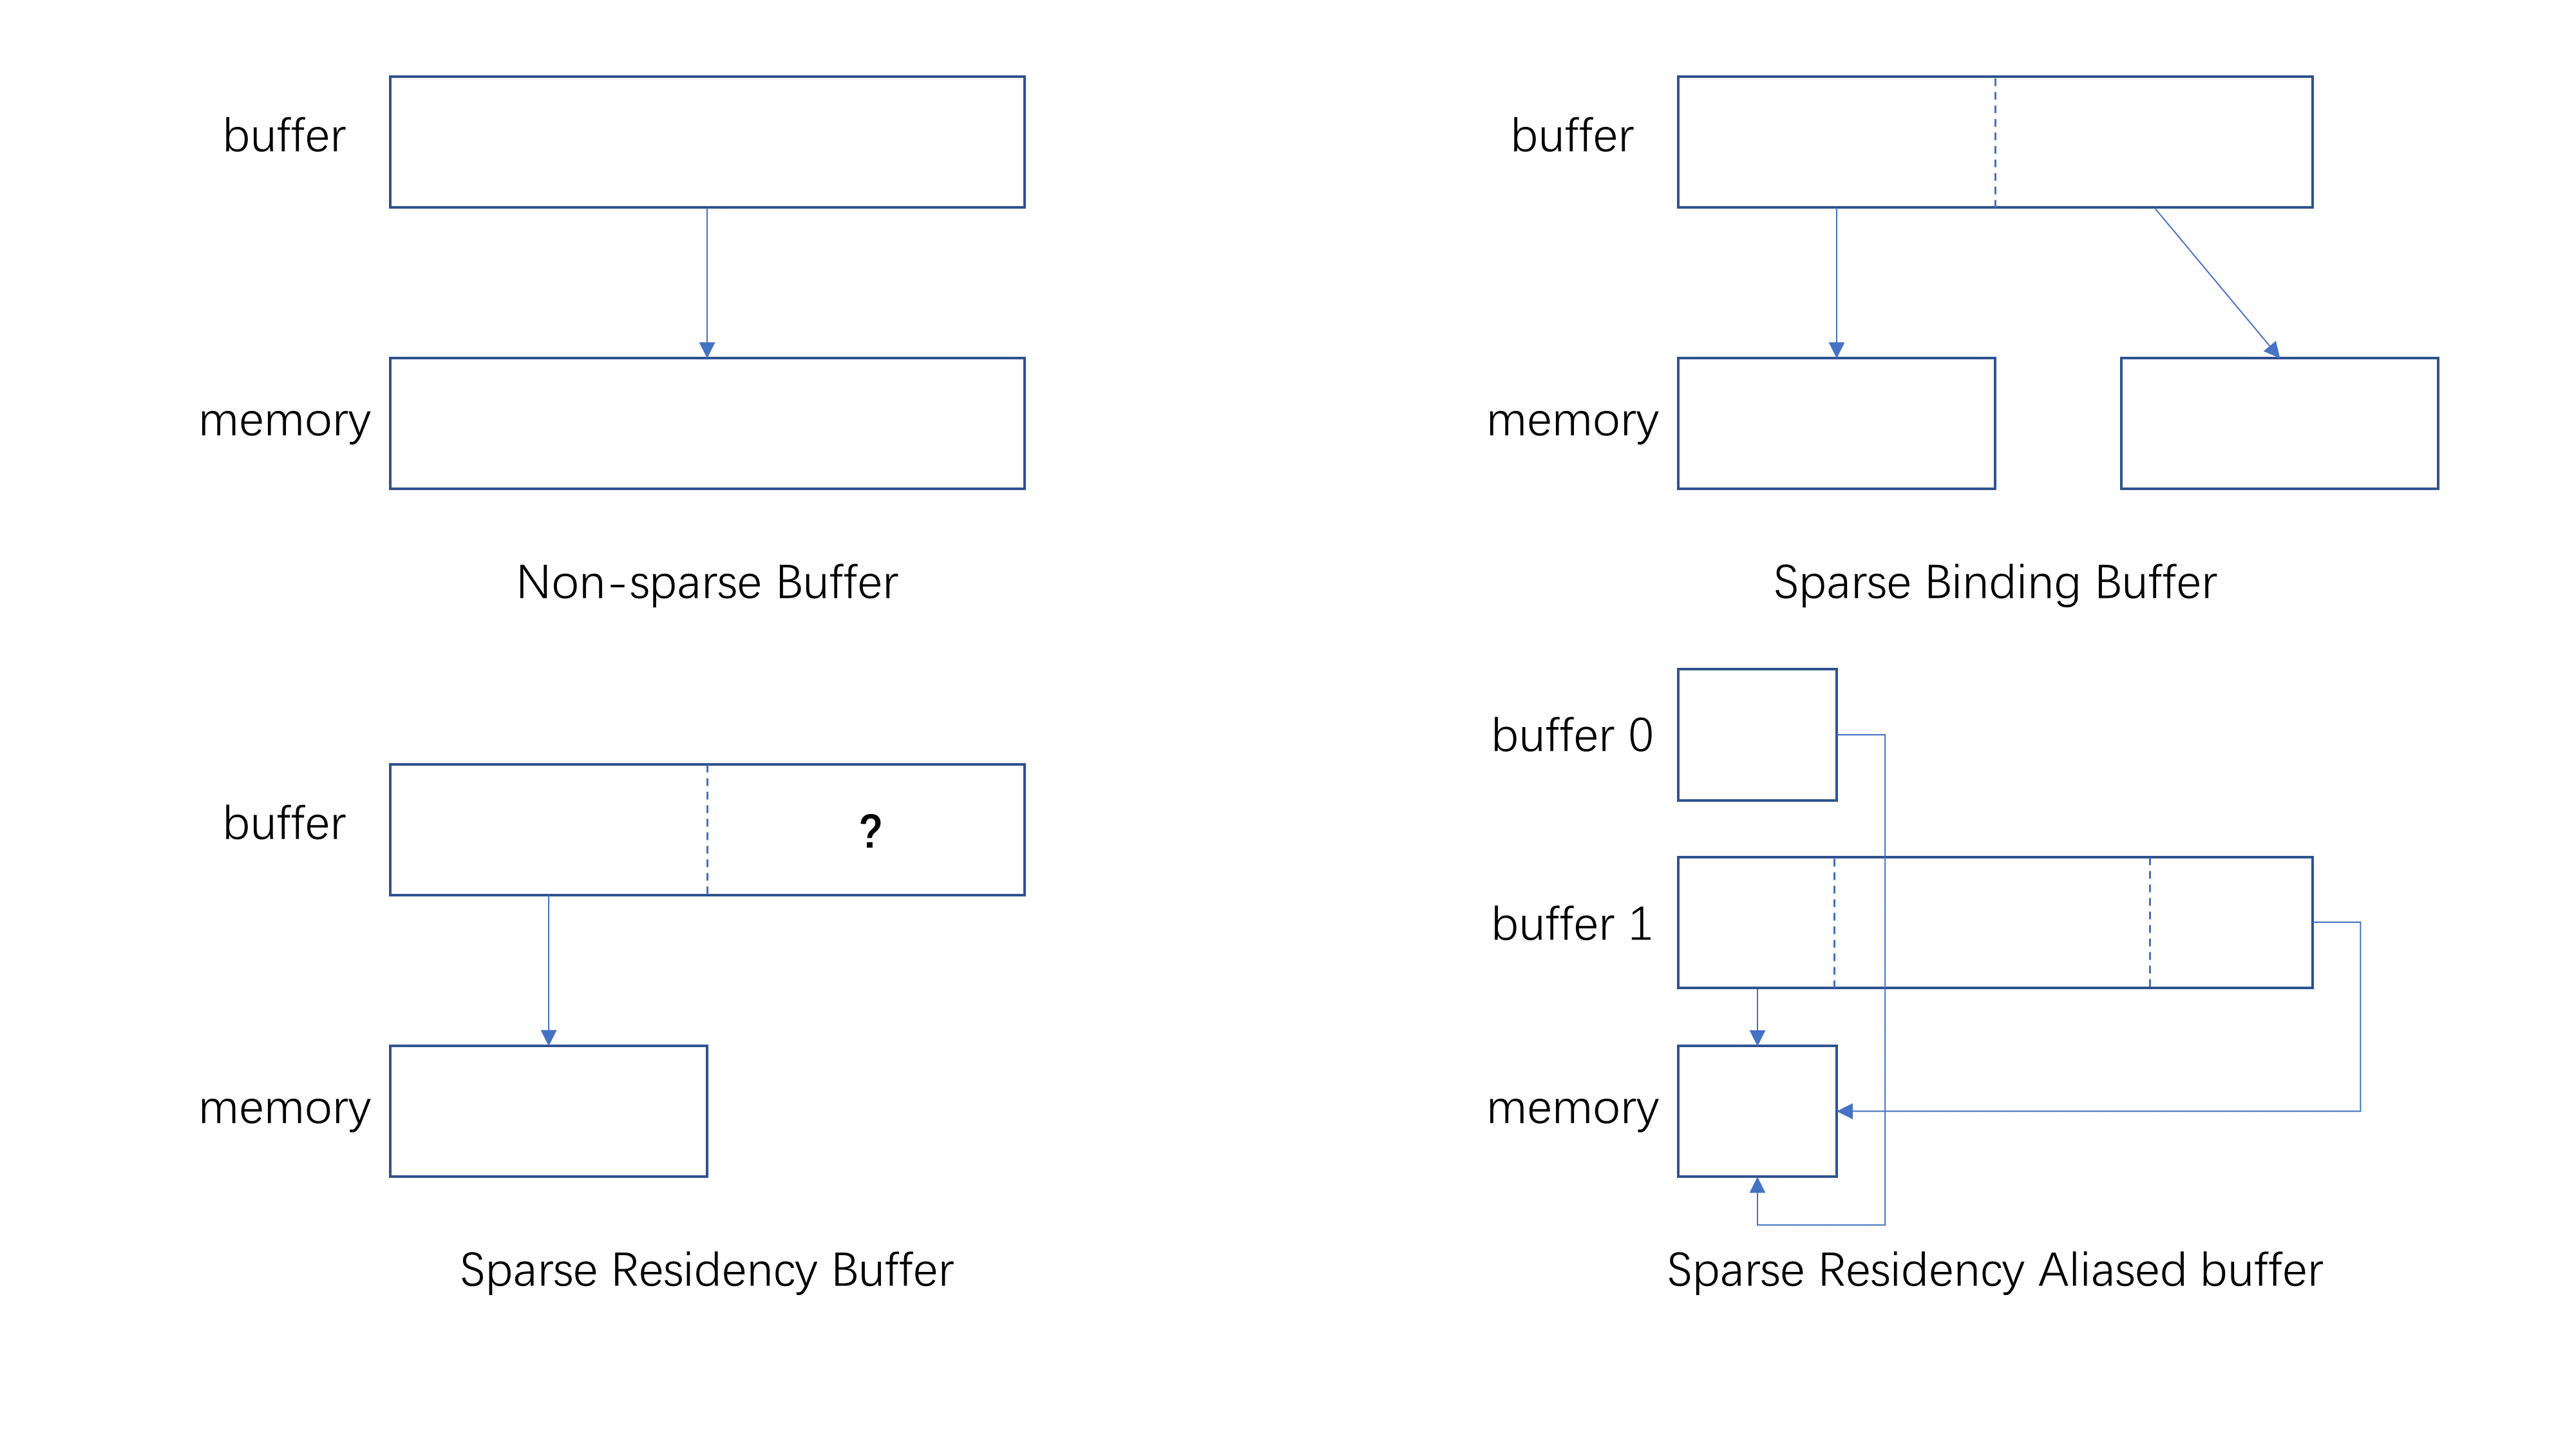 buffer
memory
Non-sparse Buffer
buffer
memory
Sparse Binding Buffer
buffer
?
memory
Sparse Residency Buffer
buffer 0
buffer 1
memory
Sparse Residency Aliased buffer